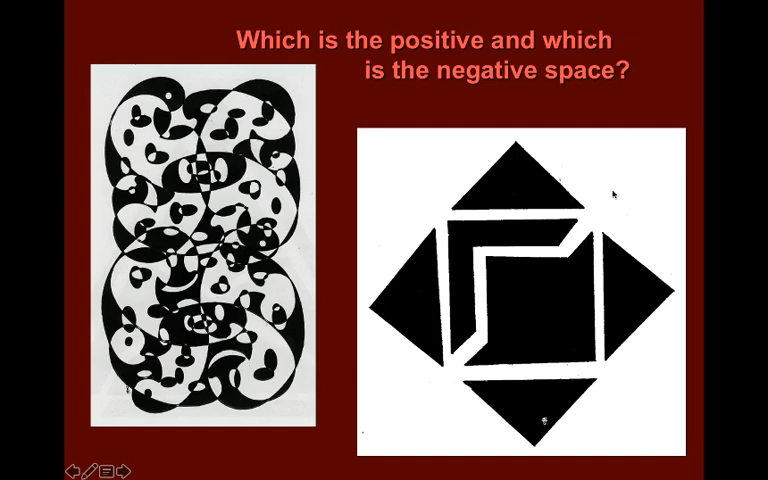 Which is the positive and which
is the negative space?